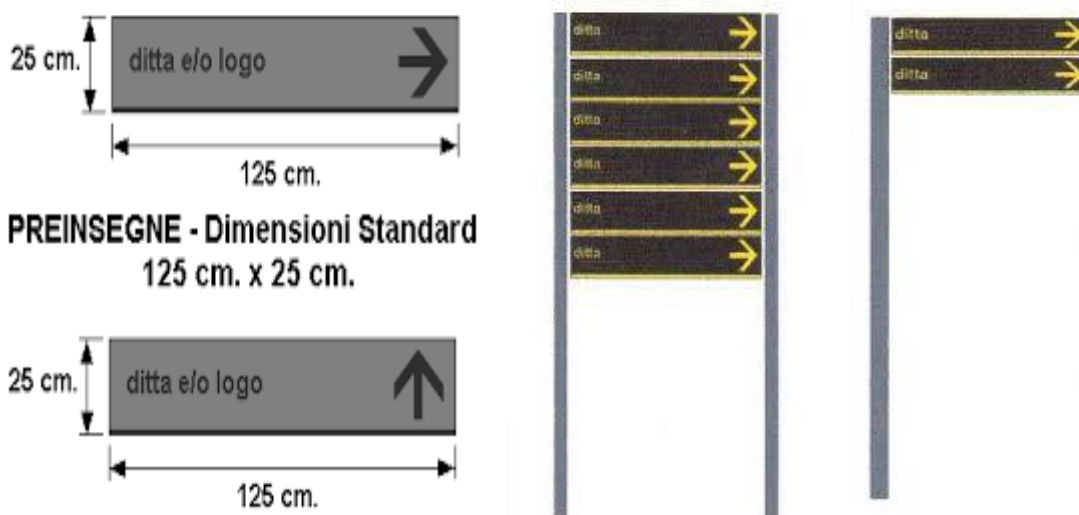 25 cm.
ditta e/o logo
125 cm.
PREINSEGNE - Dimensioni Standard
125 cm. x 25 cm.
25 cm.
ditta e/o logo
125 cm.
ditta
ditta
ditta
ditta
ditta
ditta
ditta
ditta